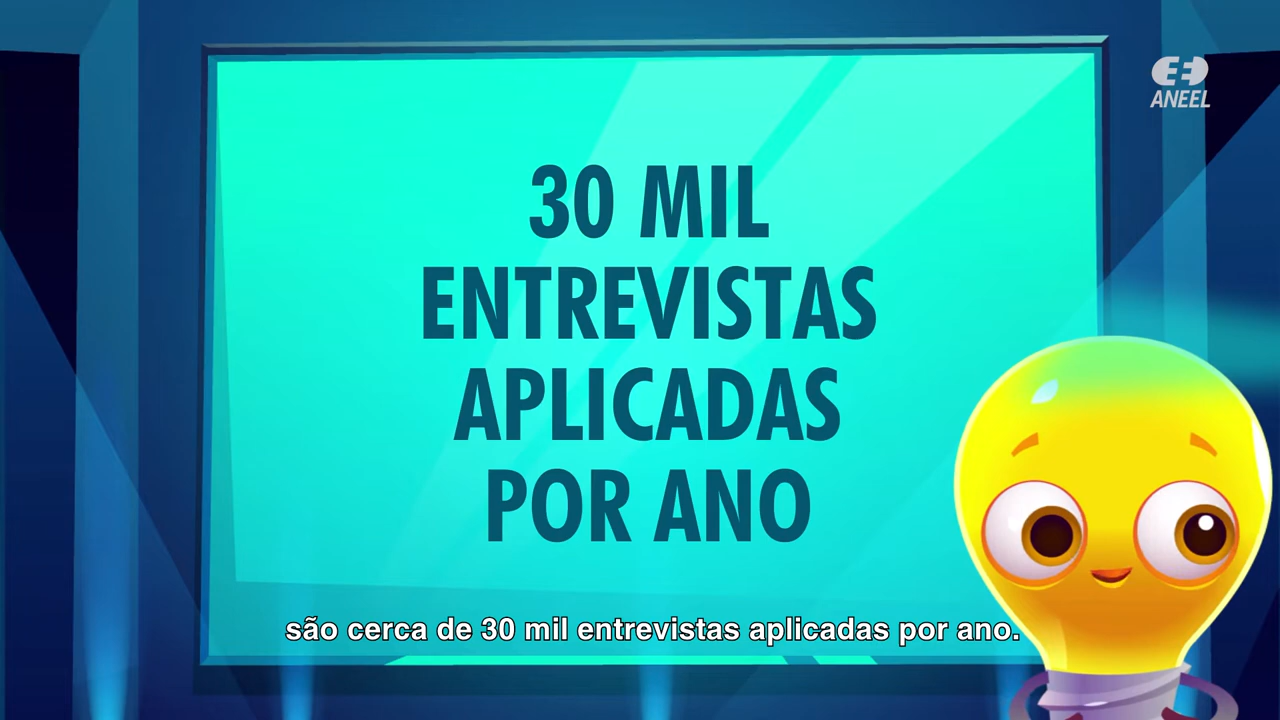 ANEEL
30 MIL
ENTREVISTAS
APLICADAS
POR ANO
são cerca de 30 mil entrevistas aplicadas por ano.